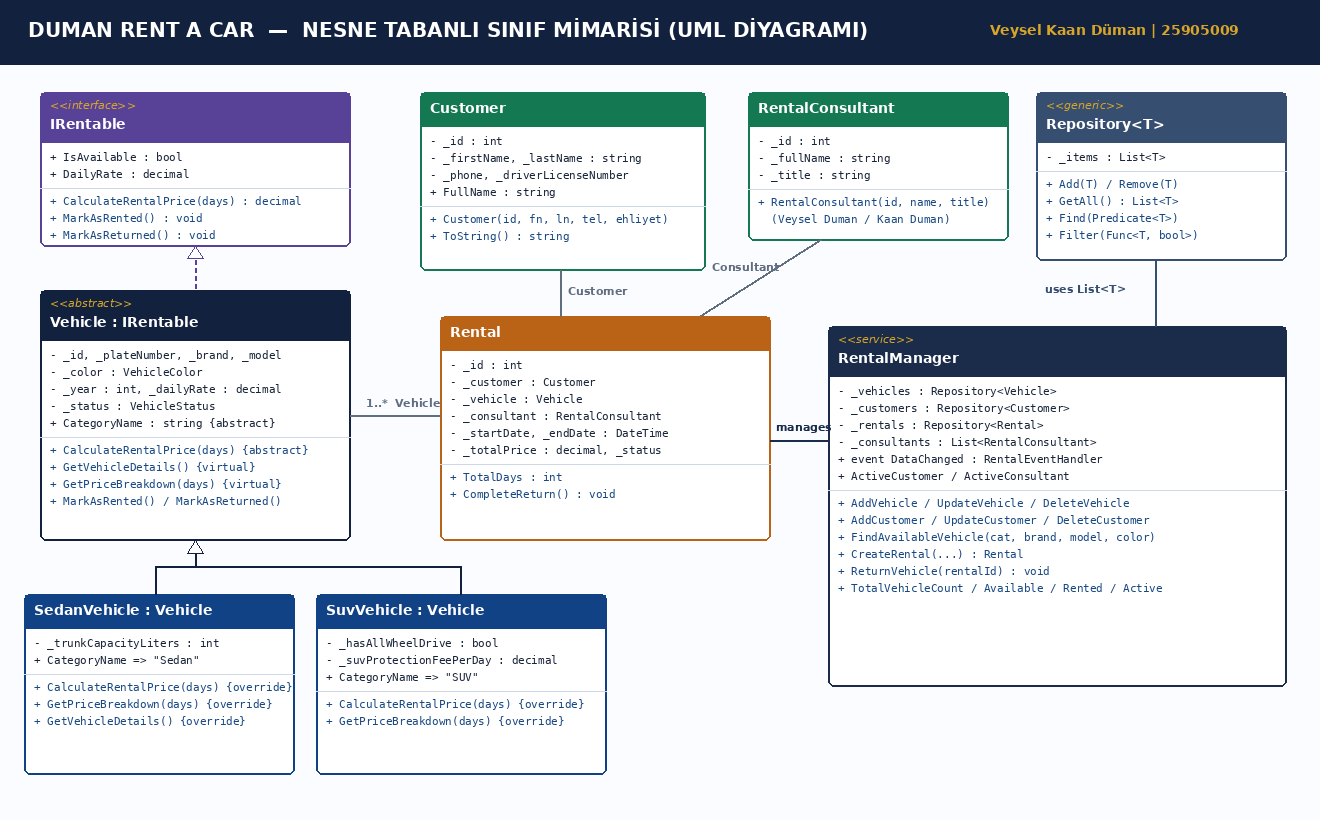 DUMAN RENT A CAR — NESNE TABANLI SINIF MİMARİSİ (UML DİYAGRAMI)
Veysel Kaan Düman | 25905009
<<interface>>
IRentable
+ IsAvailable : bool
+ DailyRate : decimal
+ CalculateRentalPrice(days) : decimal
+ MarkAsRented() : void
+ MarkAsReturned() : void
Customer
- _id : int
- _firstName, _lastName : string
- _phone, _driverLicenseNumber
+ FullName : string
+ Customer(id, fn, ln, tel, ehliyet)
+ ToString() : string
RentalConsultant
- _id : int
- _fullName : string
- _title : string
+ RentalConsultant(id, name, title)
(Veysel Duman / Kaan Duman)
<<generic>>
Repository<T>
- _items : List<T>
+ Add(T) / Remove(T)
+ GetAll() : List<T>
+ Find(Predicate<T>)
+ Filter(Func<T, bool>)
Consultant
Customer
uses List<T>
<<abstract>>
Vehicle : IRentable
- _id, _plateNumber, _brand, _model
- _color : VehicleColor
- _year : int, _dailyRate : decimal
- _status : VehicleStatus
+ CategoryName : string {abstract}
+ CalculateRentalPrice(days) {abstract}
+ GetVehicleDetails() {virtual}
+ GetPriceBreakdown(days) {virtual}
+ MarkAsRented() / MarkAsReturned()
1..* Vehicle
Rental
- _id : int
- _customer : Customer
- _vehicle : Vehicle
- _consultant : RentalConsultant
- _startDate, _endDate : DateTime
- _totalPrice : decimal, _status
+ TotalDays : int
+ CompleteReturn() : void
manages
<<service>>
RentalManager
- _vehicles : Repository<Vehicle>
- _customers : Repository<Customer>
- _rentals : Repository<Rental>
- _consultants : List<RentalConsultant>
+ event DataChanged : RentalEventHandler
+ ActiveCustomer / ActiveConsultant
+ AddVehicle / UpdateVehicle / DeleteVehicle
+ AddCustomer / UpdateCustomer / DeleteCustomer
+ FindAvailableVehicle(cat, brand, model, color)
+ CreateRental(...) : Rental
+ ReturnVehicle(rentalId) : void
+ TotalVehicleCount / Available / Rented / Active
SedanVehicle : Vehicle
- _trunkCapacityLiters : int
+ CategoryName => "Sedan"
+ CalculateRentalPrice(days) {override}
+ GetPriceBreakdown(days) {override}
+ GetVehicleDetails() {override}
SuvVehicle : Vehicle
- _hasAllWheelDrive : bool
- _suvProtectionFeePerDay : decimal
+ CategoryName => "SUV"
+ CalculateRentalPrice(days) {override}
+ GetPriceBreakdown(days) {override}